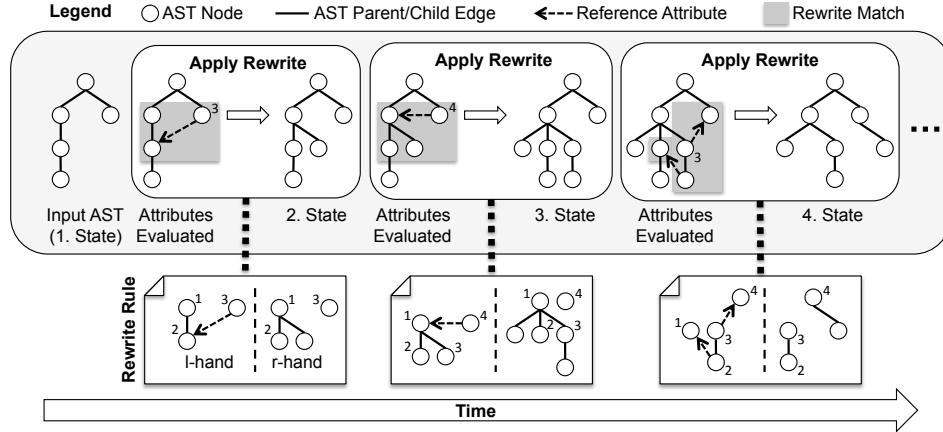 Legend AST Node AST Parent/Child Edge Reference Attribute Rewrite Match
Apply Rewrite Apply Rewrite Apply Rewrite
3 4 3
Input AST
(1. State)
Attributes
Evaluated
2. State
Attributes
Evaluated
3. State
Attributes
Evaluated
4. State
Rewrite Rule
1 3 1 3
2
l-hand r-hand
1 4
2 3
1 4
2 3
4
1 3
2
4
3
2
Time